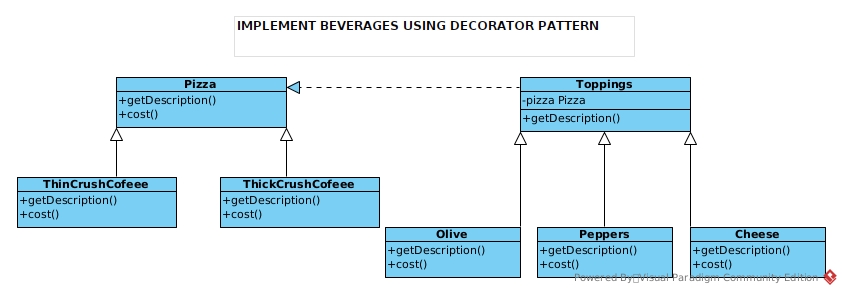 IMPLEMENT BEVERAGES USING DECORATOR PATTERN
Pizza
+getDescription()
+cost()
Toppings
-pizza Pizza
+getDescription()
ThinCrushCofeee
+getDescription()
+cost()
ThickCrushCofeee
+getDescription()
+cost()
Olive
+getDescription()
+cost()
Peppers
+getDescription()
+cost()
Cheese
+getDescription()
+cost()
Powered By Visual Paradigm Community Edition